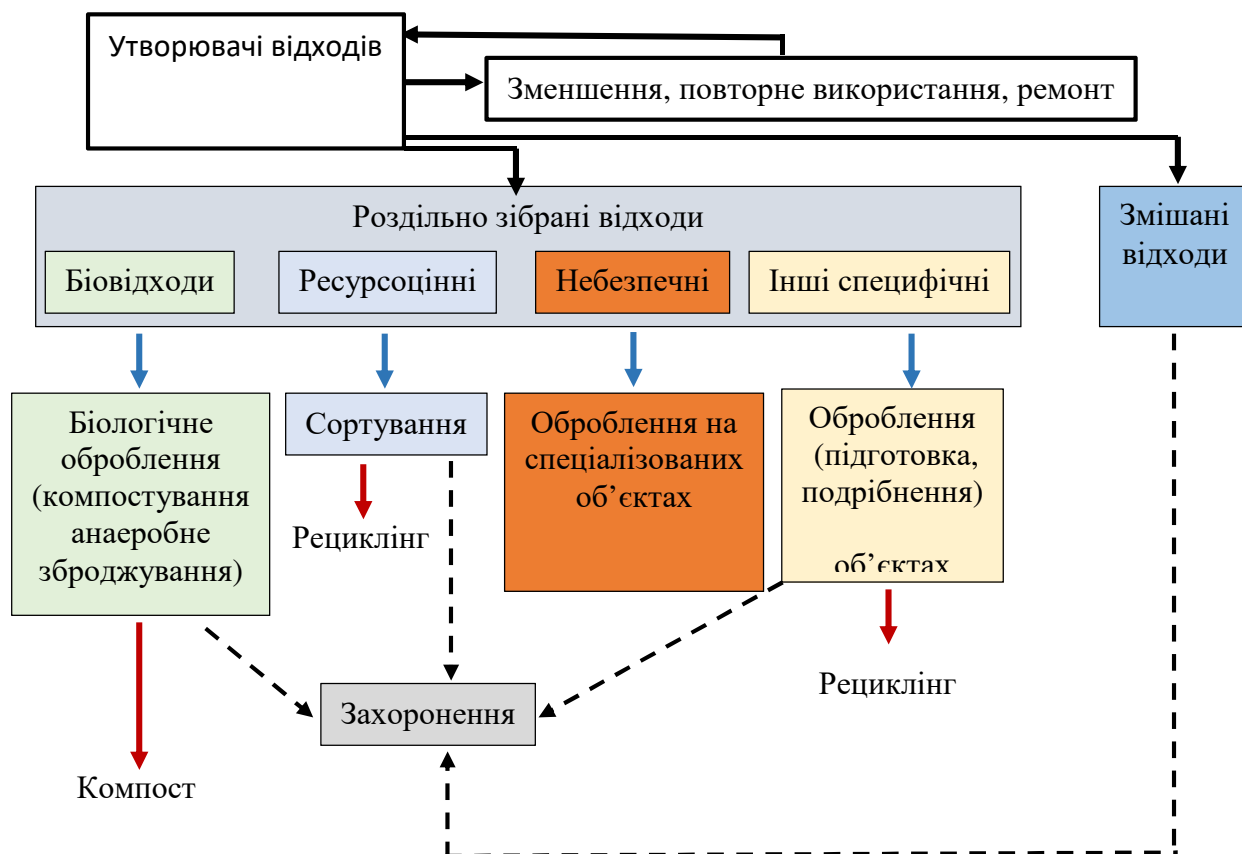 Утворювачі відходів
Зменшення, повторне використання, ремонт
Роздільно зібрані відходи
Змішані
відходи
Біовідходи
Ресурсоцінні
Небезпечні
Інші специфічні
Біологічне
оброблення
(компостування
анаеробне
зброджування)
Сортування
Оброблення на
спеціалізованих
об’єктах
Оброблення
(підготовка,
подрібнення)
об’єктах
Рециклінг
Рециклінг
Захоронення
Компост